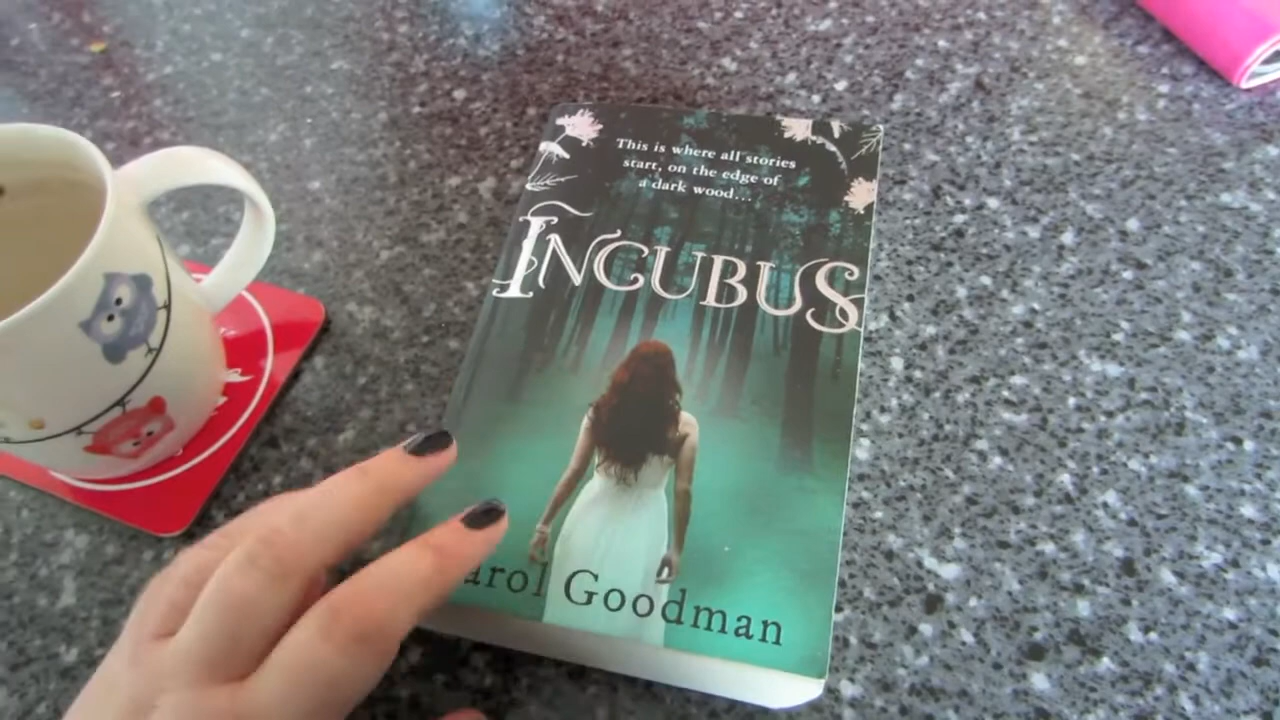 This is where all stories
start, on the edge of
a dark wood...
INCUBUS
arol Goodman